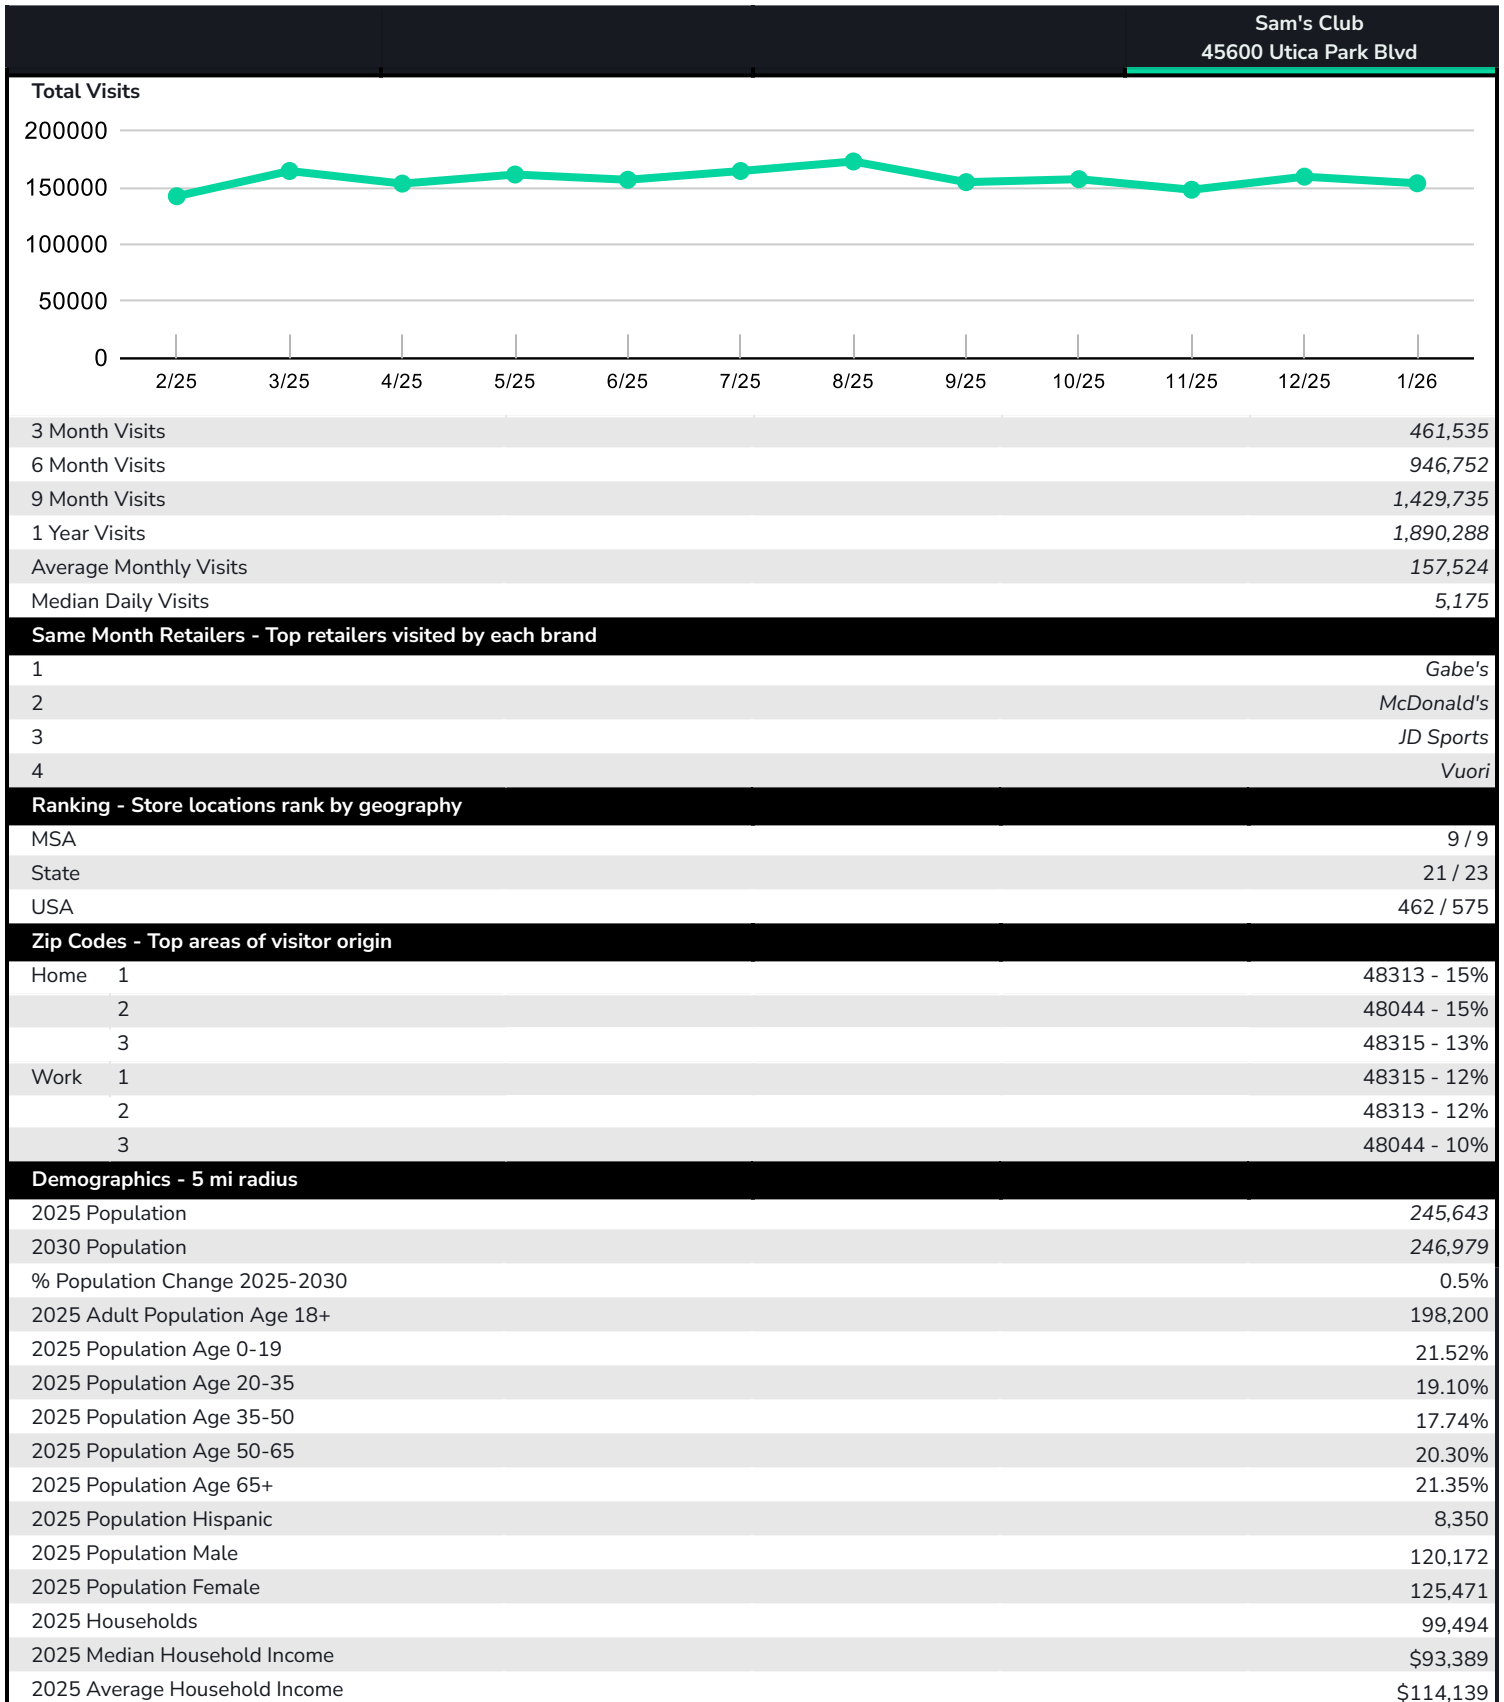 Sam's Club
45600 Utica Park Blvd
Total Visits
200000
150000
100000
50000
0
2/25 3/25 4/25 5/25 6/25 7/25 8/25 9/25 10/25 11/25 12/25 1/26
3 Month Visits 461,535
6 Month Visits 946,752
9 Month Visits 1,429,735
1 Year Visits 1,890,288
Average Monthly Visits 157,524
Median Daily Visits 5,175
Same Month Retailers - Top retailers visited by each brand
1 Gabe's
2 McDonald's
3 JD Sports
4 Vuori
Ranking - Store locations rank by geography
MSA 9 / 9
State 21 / 23
USA 462 / 575
Zip Codes - Top areas of visitor origin
Home 1 48313 - 15%
2 48044 - 15%
3 48315 - 13%
Work 1 48315 - 12%
2 48313 - 12%
3 48044 - 10%
Demographics - 5 mi radius
2025 Population 245,643
2030 Population 246,979
% Population Change 2025-2030 0.5%
2025 Adult Population Age 18+ 198,200
2025 Population Age 0-19 21.52%
2025 Population Age 20-35 19.10%
2025 Population Age 35-50 17.74%
2025 Population Age 50-65 20.30%
2025 Population Age 65+ 21.35%
2025 Population Hispanic 8,350
2025 Population Male 120,172
2025 Population Female 125,471
2025 Households 99,494
2025 Median Household Income $93,389
2025 Average Household Income $114,139